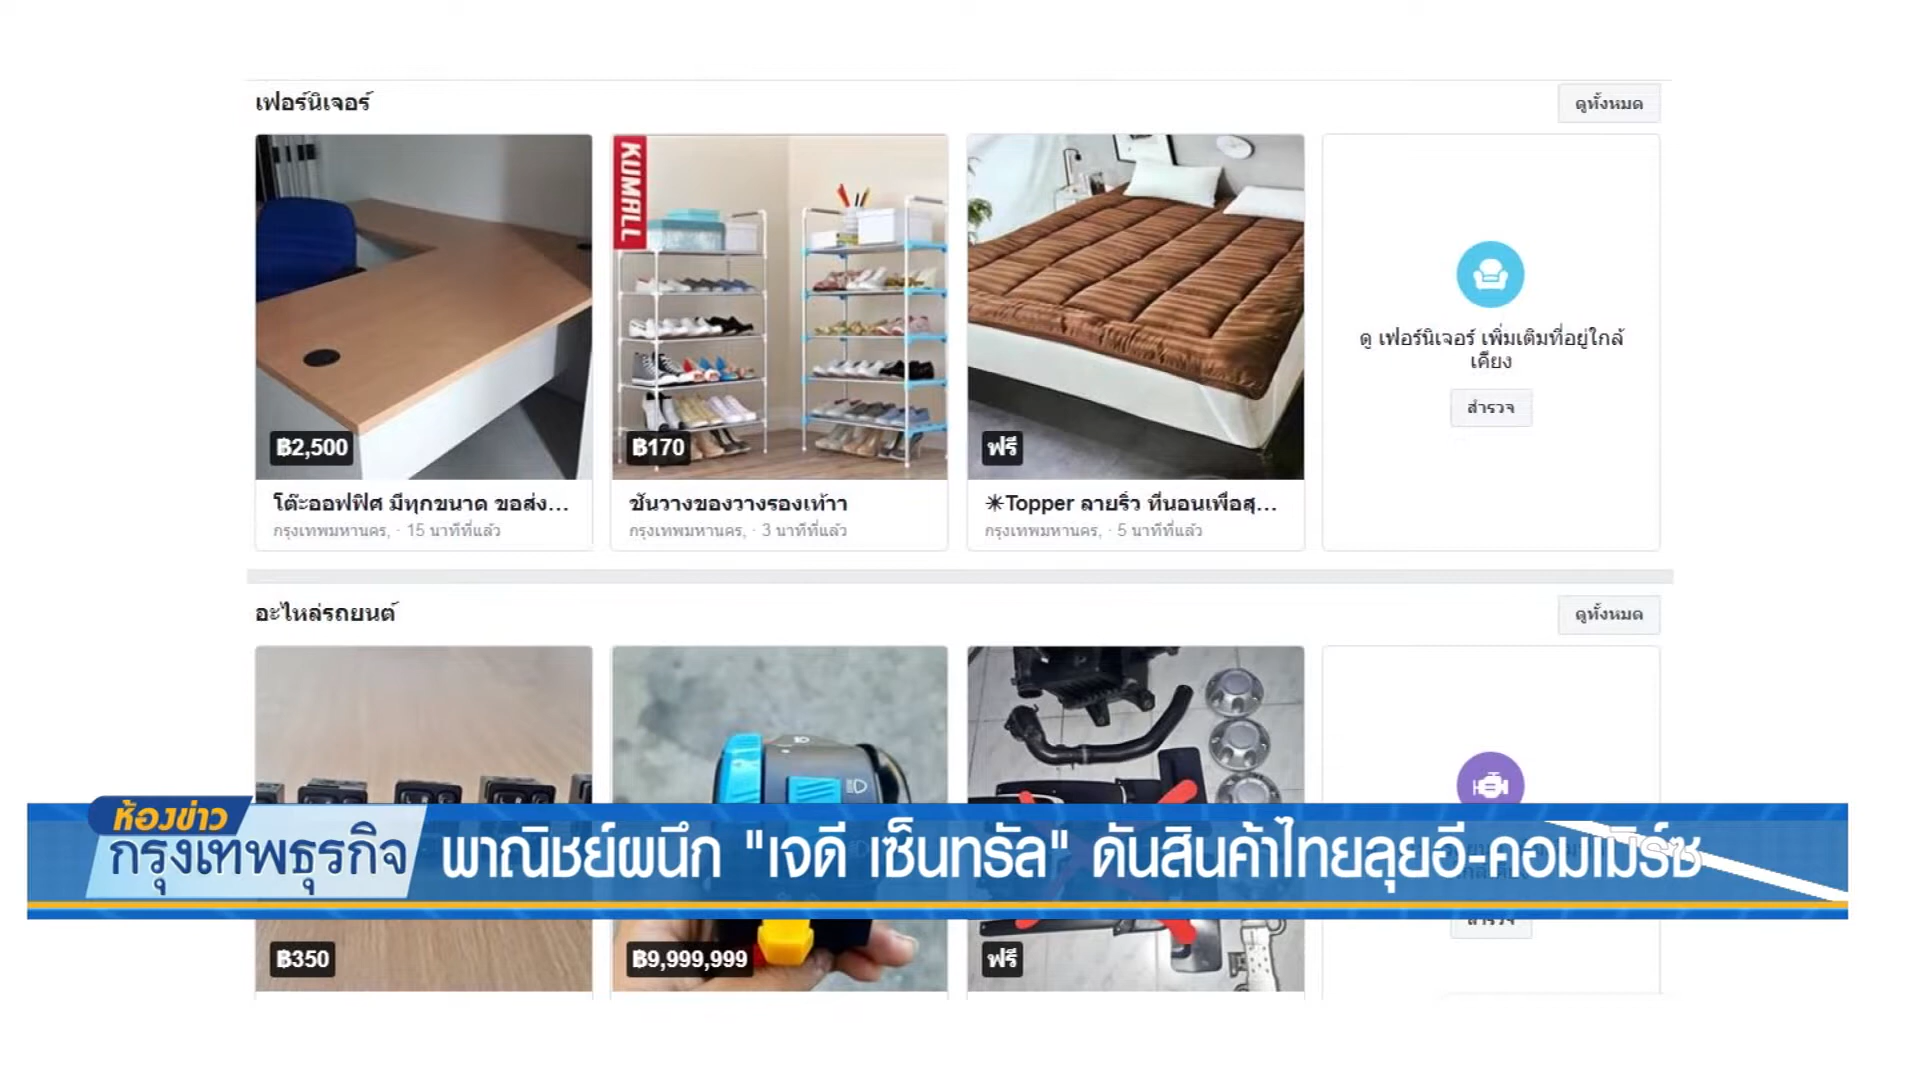 เฟอร์นิเจอร์
ดูทั้งหมด
KUMALL
฿2,500
฿170
ฟรี
โต๊ะออฟฟิศ มีทุกขนาด ขอส่ง...
กรุงเทพมหานคร, · 15 นาทีที่แล้ว
ชั้นวางของวางรองเท้าา
กรุงเทพมหานคร, · 3 นาทีที่แล้ว
✳Topper ลายริ้ว ที่นอนเพื่อสุ...
กรุงเทพมหานคร, · 5 นาทีที่แล้ว
ดู เฟอร์นิเจอร์ เพิ่มเติมที่อยู่ใกล้
เคียง
สำรวจ
อะไหล่รถยนต์
ดูทั้งหมด
ห้องข่าว
กรุงเทพธุรกิจ
พาณิชย์ผนึก "เจดี เซ็นทรัล" ดันสินค้าไทยลุยอี-คอมเมิร์ซ
สำรวจ
฿350
฿9,999,999
ฟรี